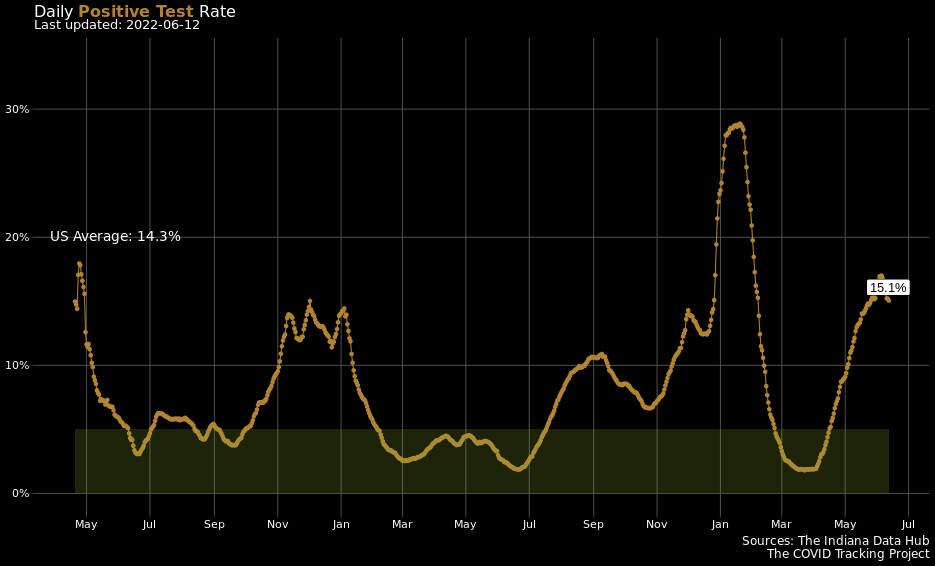 Daily Positive Test Rate
Last updated: 2022-06-12
30%
20%
US Average: 14.3%
15.1%
10%
0%
May Jul Sep Nov Jan Mar May Jul Sep Nov Jan Mar May Jul
Sources: The Indiana Data Hub
The COVID Tracking Project